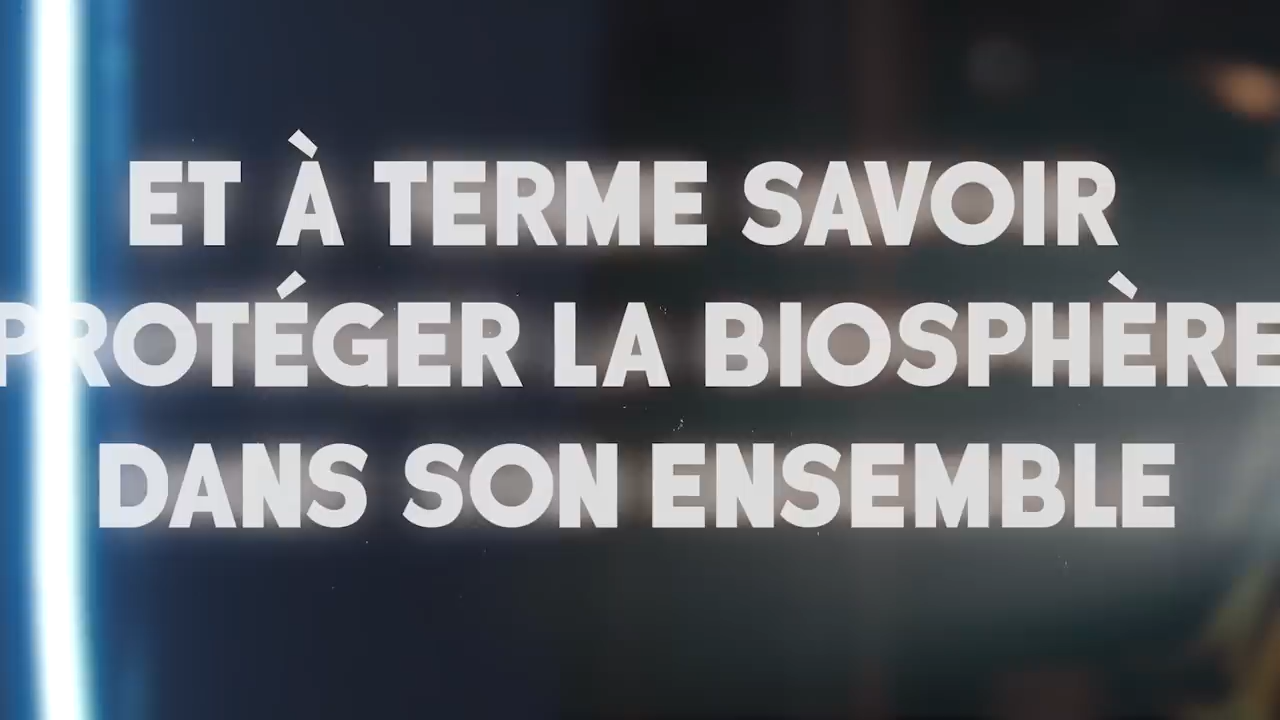 ET À TERME SAVOIR
PROTÉGER LA BIOSPHÈRE
DANS SON ENSEMBLE